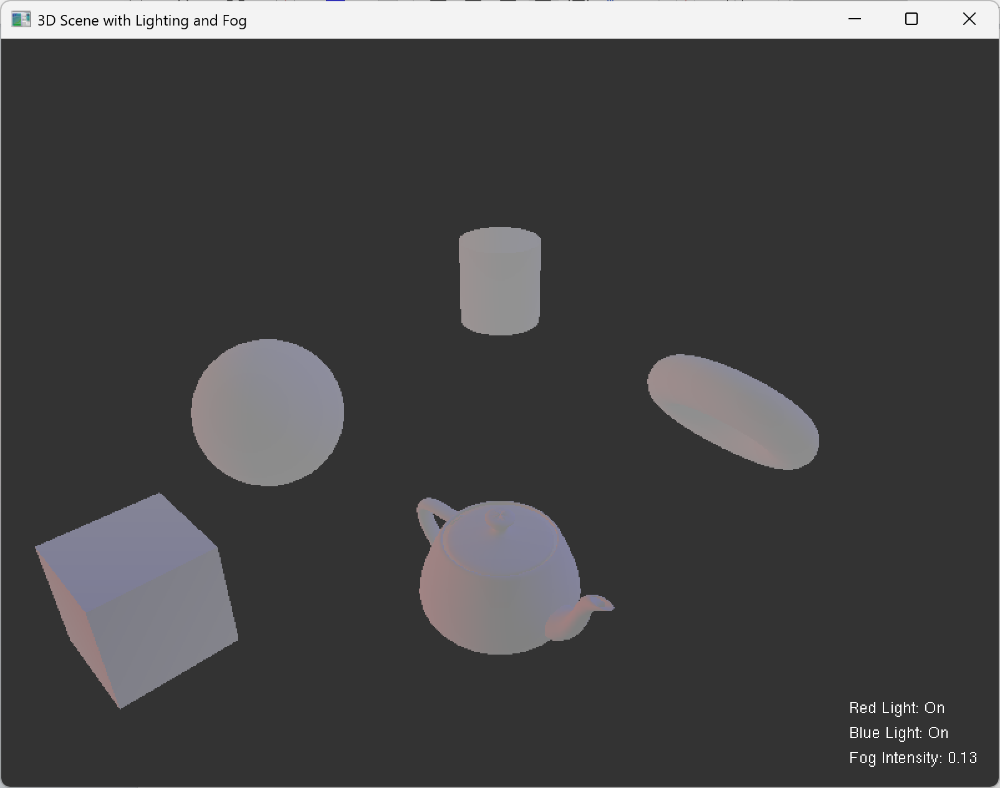 3D Scene with Lighting and Fog
Red Light: On
Blue Light: On
Fog Intensity: 0.13